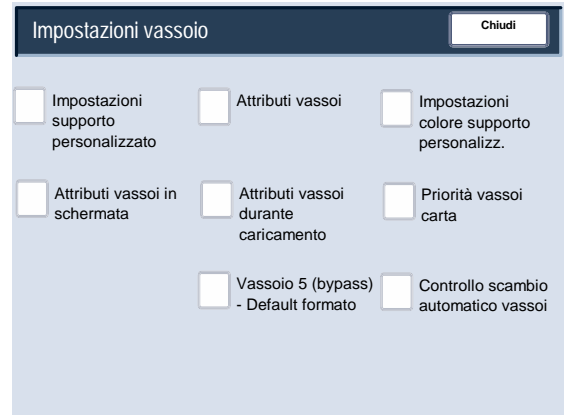 Impostazioni vassoio
Chiudi
Impostazioni
supporto
personalizzato
Attributi vassoi
Impostazioni
colore supporto
personalizz.
Attributi vassoi in
schermata
Attributi vassoi
durante
caricamento
Priorità vassoi
carta
Vassoio 5 (bypass)
- Default formato
Controllo scambio
automatico vassoi